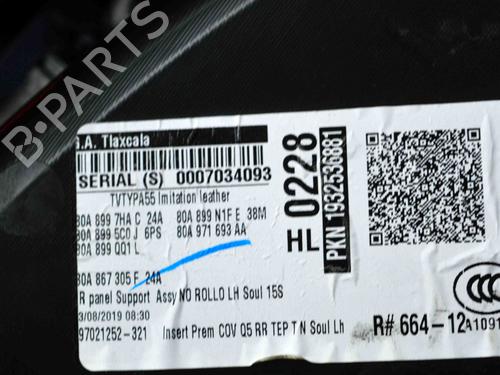 B-PARTS
G.A. Tlaxcala
SERIAL (S) 0007034093
TVTYPA55 Imitation leather
80A 899 7HA C 24A 80A 899 N1F E 38M
80A 899 5C0 J 6PS 80A 971 693 AA
80A 899 QQ1 L
80A 867 305 F 24A
RR panel Support Assy NO ROLLO LH Soul 15S
3/08/2019 08:30
97021252-321 Insert Prem COV Q5 RR TEP T N Soul Lh
HL 0228
PKN 1932536881
CCC
R# 664-12
A1091